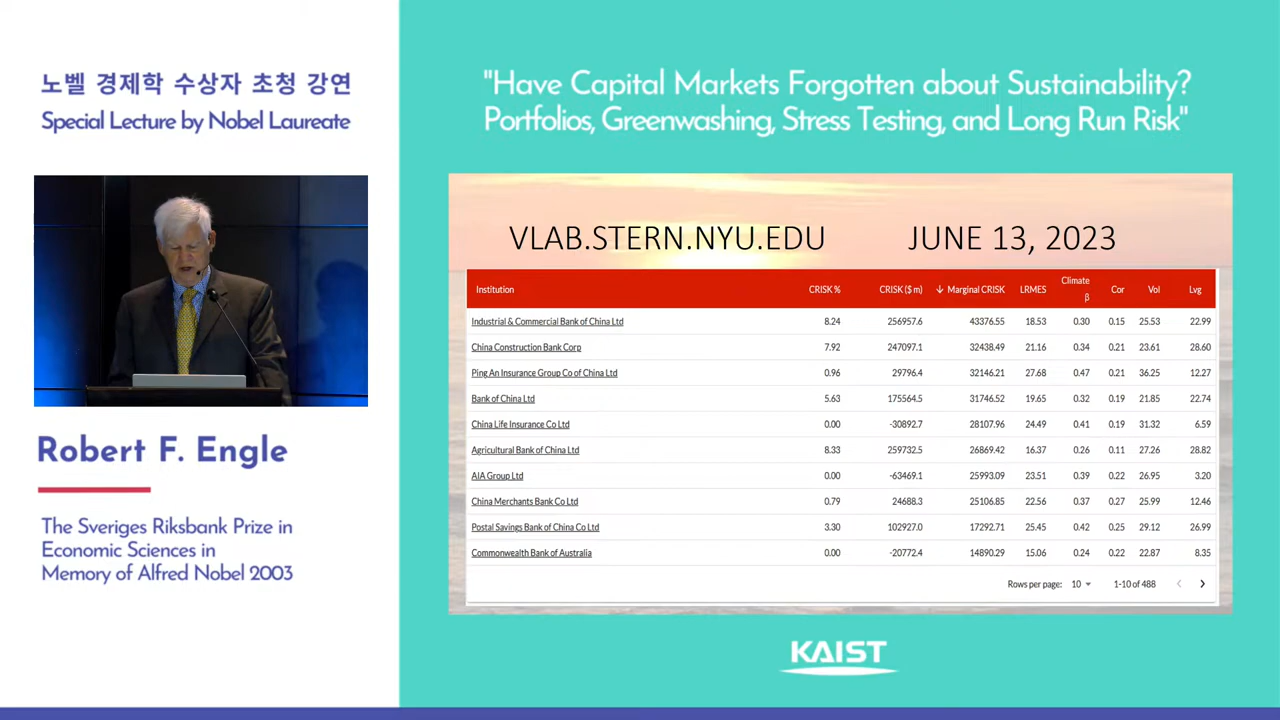 노벨 경제학 수상자 초청 강연
Special Lecture by Nobel Laureate
Robert F. Engle
The Sveriges Riksbank Prize in
Economic Sciences in
Memory of Alfred Nobel 2003
"Have Capital Markets Forgotten about Sustainability?
Portfolios, Greenwashing, Stress Testing, and Long Run Risk"
VLAB.STERN.NYU.EDU JUNE 13, 2023
Institution CRISK % CRISK ($ m) ↓ Marginal CRISK LRMES Climate β Cor Vol Lvg
Industrial & Commercial Bank of China Ltd 8.24 256957.6 43376.55 18.53 0.30 0.15 25.53 22.99
China Construction Bank Corp 7.92 247097.1 32438.49 21.16 0.34 0.21 23.61 28.60
Ping An Insurance Group Co of China Ltd 0.96 29796.4 32146.21 27.68 0.47 0.21 36.25 12.27
Bank of China Ltd 5.63 175564.5 31746.52 19.65 0.32 0.19 21.85 22.74
China Life Insurance Co Ltd 0.00 -30892.7 28107.96 24.49 0.41 0.19 31.32 6.59
Agricultural Bank of China Ltd 8.33 259732.5 26869.42 16.37 0.26 0.11 27.26 28.82
AIA Group Ltd 0.00 -63469.1 25993.09 23.51 0.39 0.22 26.95 3.20
China Merchants Bank Co Ltd 0.79 24688.3 25106.85 22.56 0.37 0.27 25.99 12.46
Postal Savings Bank of China Co Ltd 3.30 102927.0 17292.71 25.45 0.42 0.25 29.12 26.99
Commonwealth Bank of Australia 0.00 -20772.4 14890.29 15.06 0.24 0.22 22.87 8.35
Rows per page: 10 1-10 of 488
KAIST